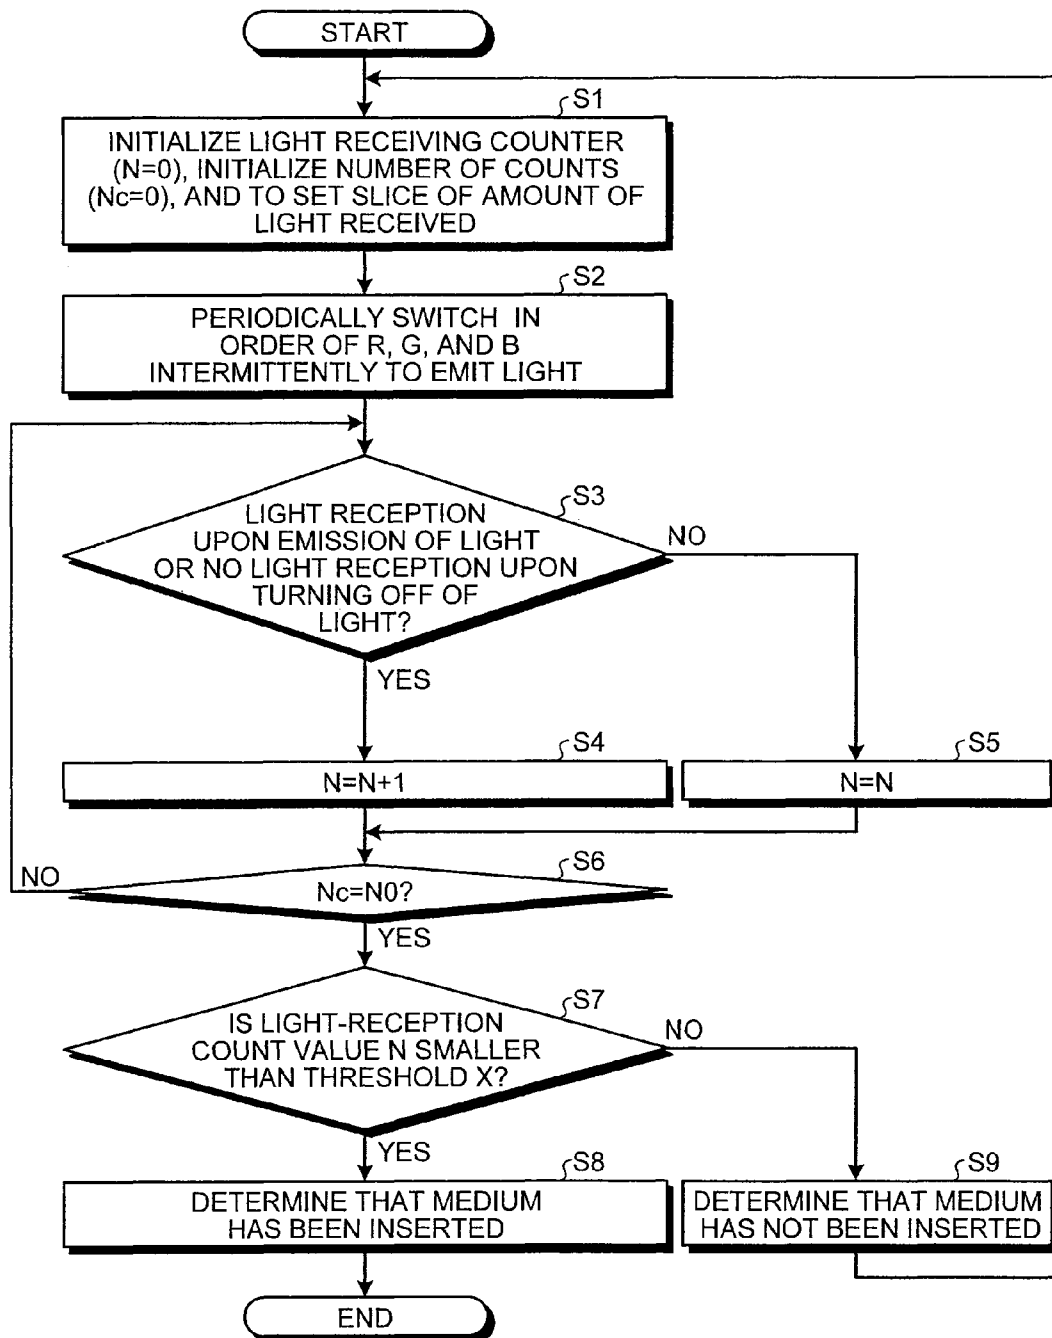 START
S1
INITIALIZE LIGHT RECEIVING COUNTER
(N=0), INITIALIZE NUMBER OF COUNTS
(Nc=0), AND TO SET SLICE OF AMOUNT OF
LIGHT RECEIVED
S2
PERIODICALLY SWITCH IN
ORDER OF R, G, AND B
INTERMITTENTLY TO EMIT LIGHT
S3
LIGHT RECEPTION
UPON EMISSION OF LIGHT
OR NO LIGHT RECEPTION UPON
TURNING OFF OF
LIGHT?
NO
YES
S4
N=N+1
S5
N=N
S6
Nc=N0?
NO
YES
S7
IS LIGHT-RECEPTION
COUNT VALUE N SMALLER
THAN THRESHOLD X?
NO
YES
S8
DETERMINE THAT MEDIUM
HAS BEEN INSERTED
S9
DETERMINE THAT MEDIUM
HAS NOT BEEN INSERTED
END